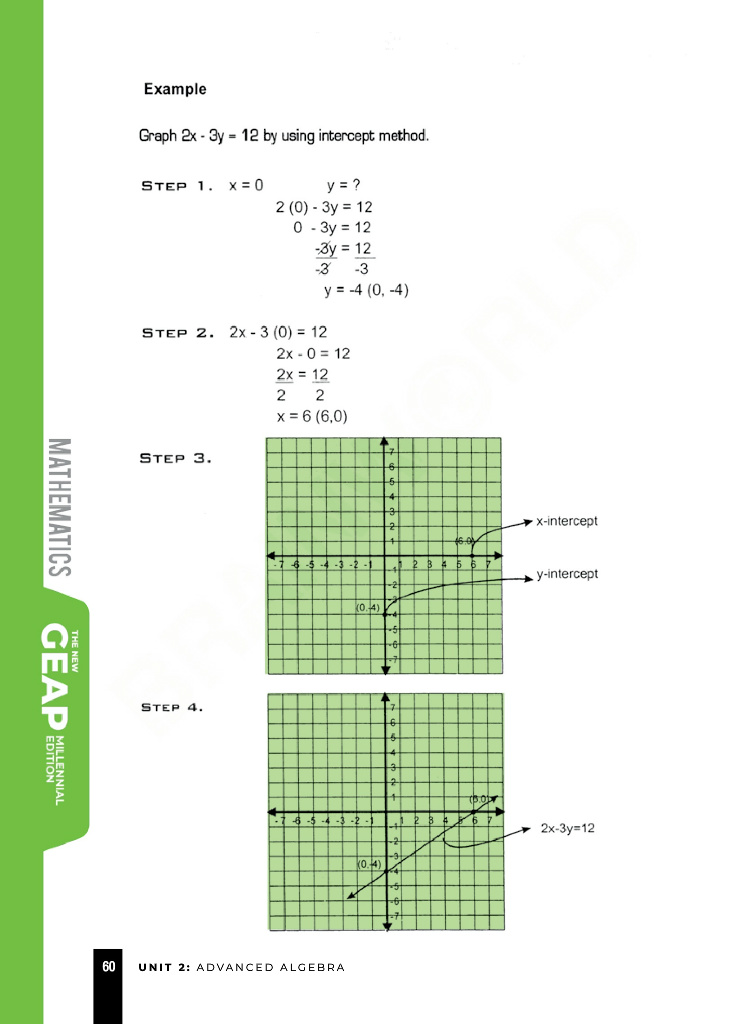 Example
Graph 2x - 3y = 12 by using intercept method.
STEP 1. x = 0 y = ?
2 (0) - 3y = 12
0 - 3y = 12
-3y = 12
-3 -3
y = -4 (0, -4)
STEP 2. 2x - 3 (0) = 12
2x - 0 = 12
2x = 12
2 2
x = 6 (6,0)
STEP 3.
7
6
5
4
3
2
1
(6,0)
x-intercept
-7 -6 -5 -4 -3 -2 -1 1 2 3 4 5 6 7
y-intercept
-1
-2
-3
(0,-4)
-4
-5
-6
-7
STEP 4.
7
6
5
4
3
2
1
(6,0)
-7 -6 -5 -4 -3 -2 -1 1 2 3 4 5 6 7
-1
2x-3y=12
-2
-3
(0,-4)
-4
-5
-6
-7
MATHEMATICS
THE NEW
GEAP
MILLENNIAL
EDITION
60 UNIT 2: ADVANCED ALGEBRA